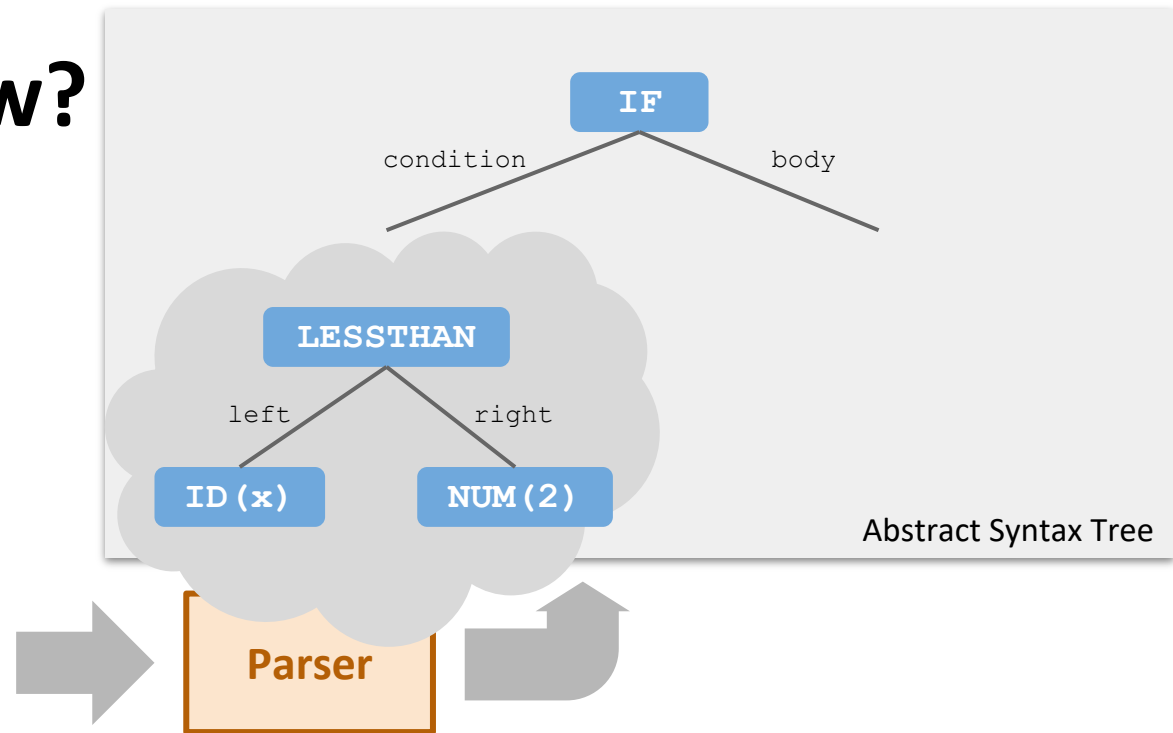 w?
IF
condition
body
LESSTHAN
left
right
ID(x)
NUM(2)
Abstract Syntax Tree
Parser